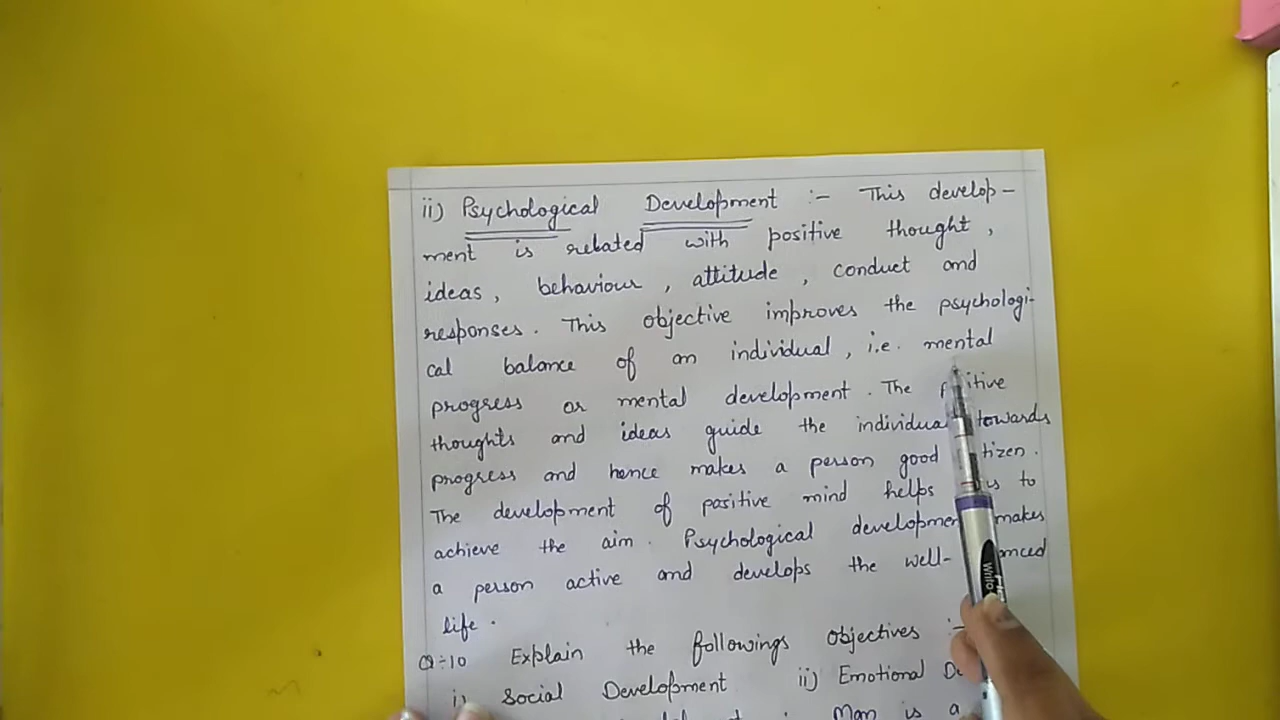 ii) Psychological Development :- This develop-
ment is related with positive thought,
ideas, behaviour, attitude, conduct and
responses. This objective improves the psychologi-
cal balance of an individual, i.e. mental
progress or mental development. The
thoughts and ideas guide the individual towards
progress and hence makes a person good
The development of positive mind helps to
achieve the aim. Psychological makes
a person active and develops the well-
life.
Q÷10 Explain the followings objectives :-
i) Social Development ii) Emotional
Man is a